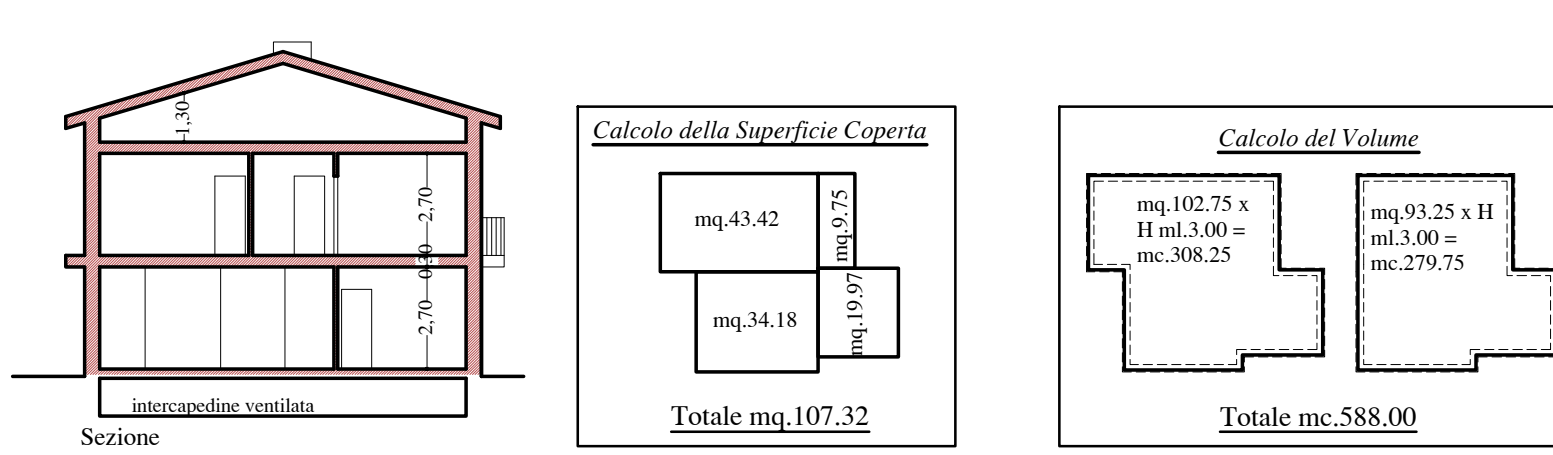 1,30
2,70
0.30
2,70
intercapedine ventilata
Sezione
Calcolo della Superficie Coperta
mq.43.42
mq.9.75
mq.34.18
mq.19.97
Totale mq.107.32
Calcolo del Volume
mq.102.75 x
H ml.3.00 =
mc.308.25
mq.93.25 x H
ml.3.00 =
mc.279.75
Totale mc.588.00